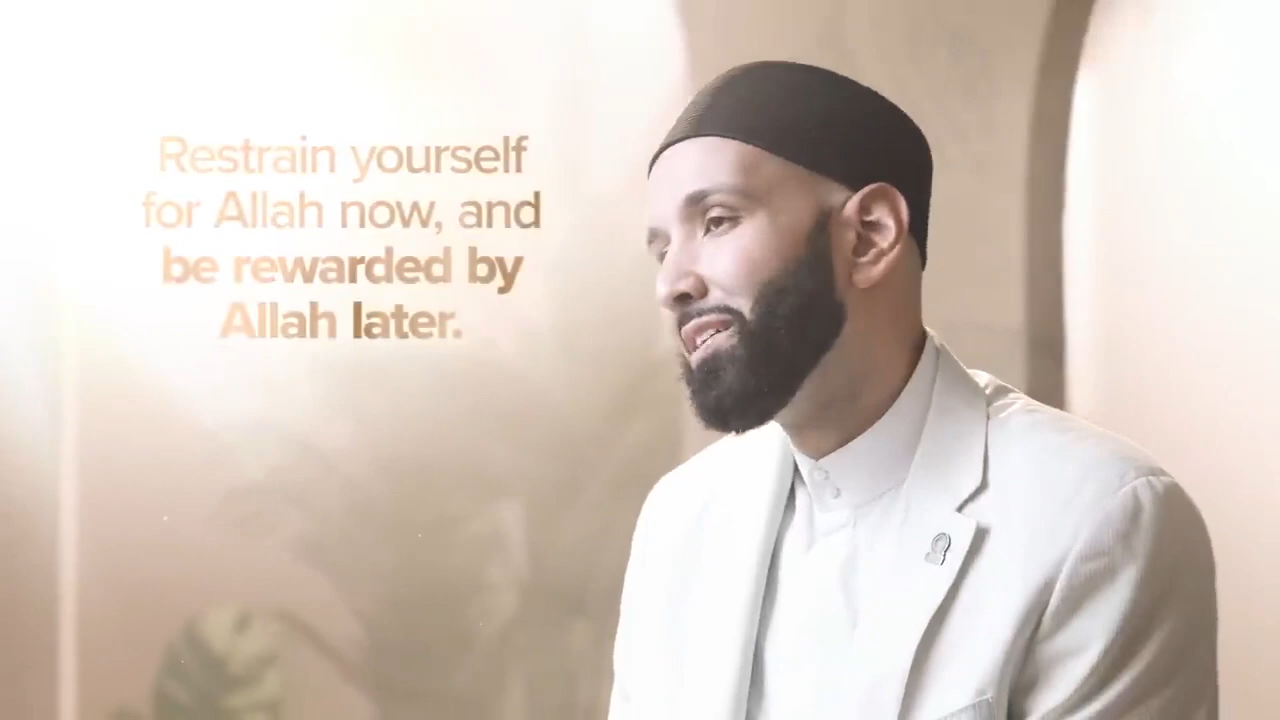 Restrain yourself
for Allah now, and
be rewarded by
Allah later.